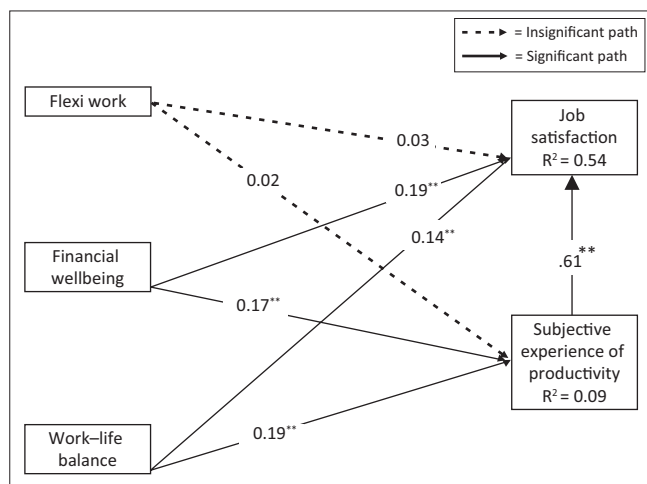 = Insignificant path
= Significant path
Flexi work
Job
satisfaction
R² = 0.54
0.03
0.02
0.19**
0.14**
Financial
wellbeing
.61**
0.17**
Subjective
experience of
productivity
R² = 0.09
0.19**
Work–life
balance